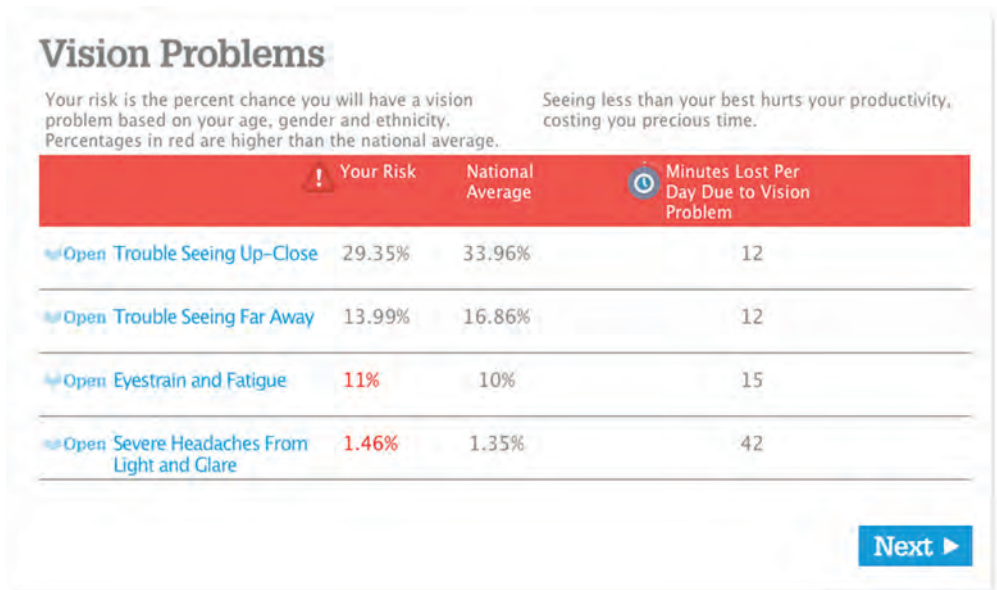 Vision Problems
Your risk is the percent chance you will have a vision
problem based on your age, gender and ethnicity.
Percentages in red are higher than the national average.
Seeing less than your best hurts your productivity,
costing you precious time.
! Your Risk
National
Average
Minutes Lost Per
Day Due to Vision
Problem
Open Trouble Seeing Up-Close 29.35% 33.96% 12
Open Trouble Seeing Far Away 13.99% 16.86% 12
Open Eyestrain and Fatigue 11% 10% 15
Open Severe Headaches From 1.46% 1.35% 42
Light and Glare
Next